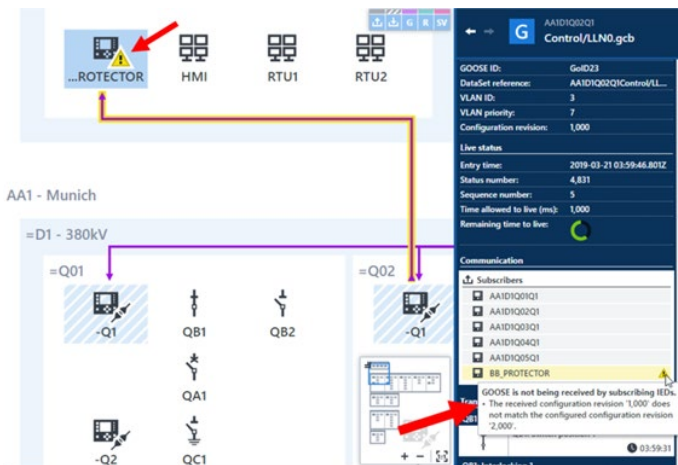 G R SV
...ROTECTOR
HMI
RTU1
RTU2
AA1 - Munich
=D1 - 380kV
=Q01
-Q1
QB1
QB2
QA1
-Q2
QC1
=Q02
-Q1
G
AA1D1Q02Q1
Control/LLN0.gcb
GOOSE ID: GoID23
DataSet reference: AA1D1Q02Q1Control/LL...
VLAN ID: 3
VLAN priority: 7
Configuration revision: 1,000
Live status
Entry time: 2019-03-21 03:59:46.801Z
Status number: 4,831
Sequence number: 5
Time allowed to live (ms): 1,000
Remaining time to live:
Communication
Subscribers
AA1D1Q01Q1
AA1D1Q02Q1
AA1D1Q03Q1
AA1D1Q04Q1
AA1D1Q05Q1
BB_PROTECTOR
GOOSE is not being received by subscribing IEDs.
- The received configuration revision '1,000' does
not match the configured configuration revision
'2,000'.
03:59:31